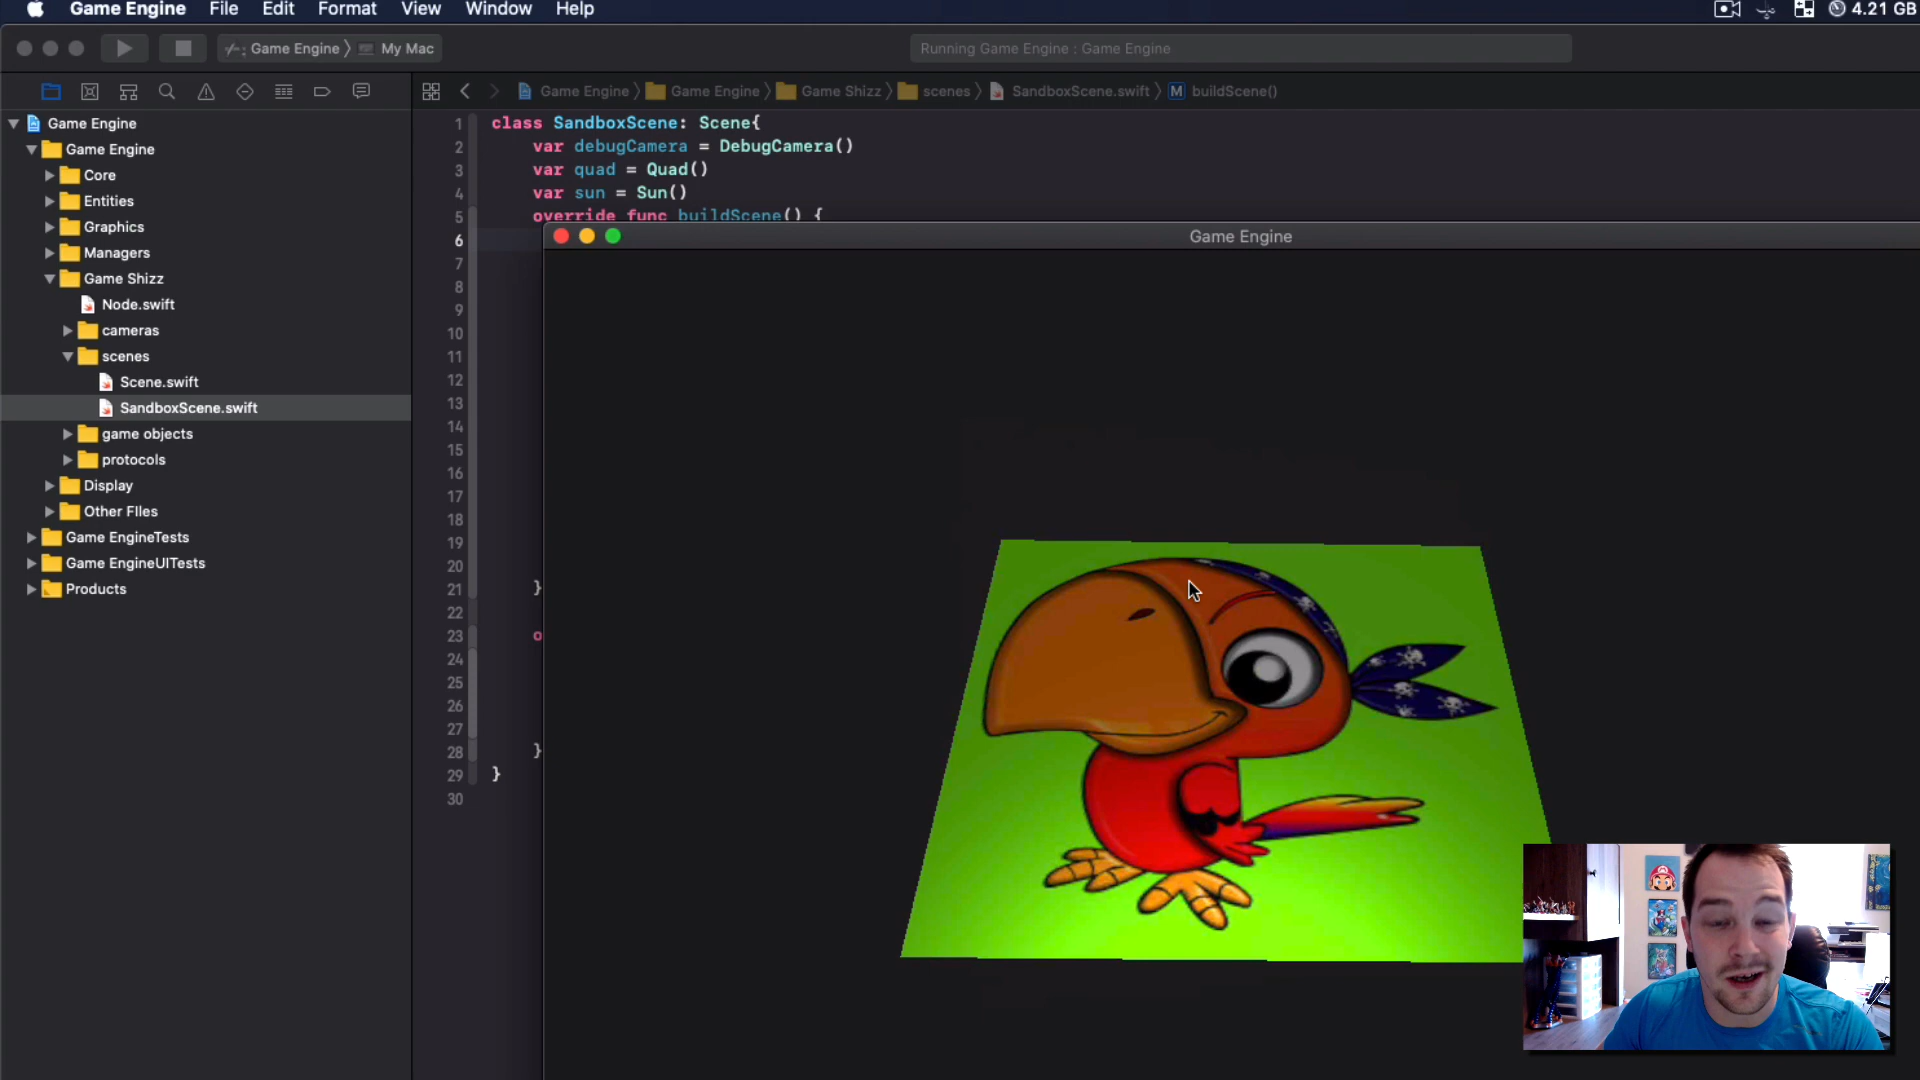 Game Engine File Edit Format View Window Help 4.21 GB
Game Engine 〉 My Mac
Running Game Engine : Game Engine
Game Engine 〉 Game Engine 〉 Game Shizz 〉 scenes 〉 SandboxScene.swift 〉 M buildScene()
Game Engine
Game Engine
Core
Entities
Graphics
Managers
Game Shizz
Node.swift
cameras
scenes
Scene.swift
SandboxScene.swift
game objects
protocols
Display
Other FIles
Game EngineTests
Game EngineUITests
Products
1 class SandboxScene: Scene{
2 var debugCamera = DebugCamera()
3 var quad = Quad()
4 var sun = Sun()
5 override func buildScene() {
6
7
8
9
10
11
12
13
14
15
16
17
18
19
20
21 }
22
23 o
24
25
26
27
28 }
29 }
30
Game Engine